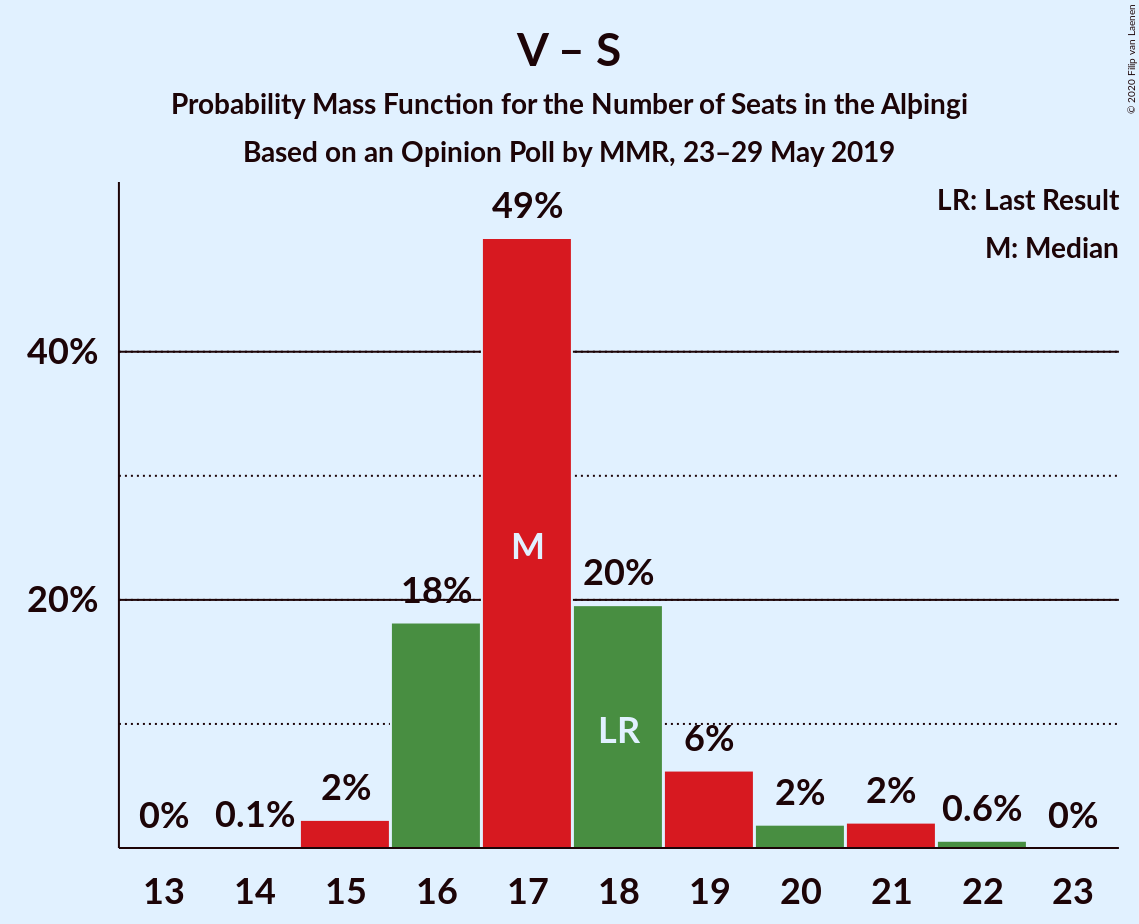 V – S
Probability Mass Function for the Number of Seats in the Alþingi
Based on an Opinion Poll by MMR, 23–29 May 2019
© 2020 Filip van Laenen
LR: Last Result
M: Median
40%
20%
0%
0.1%
2%
18%
49%
20%
6%
2%
2%
0.6%
0%
M
LR
13 14 15 16 17 18 19 20 21 22 23